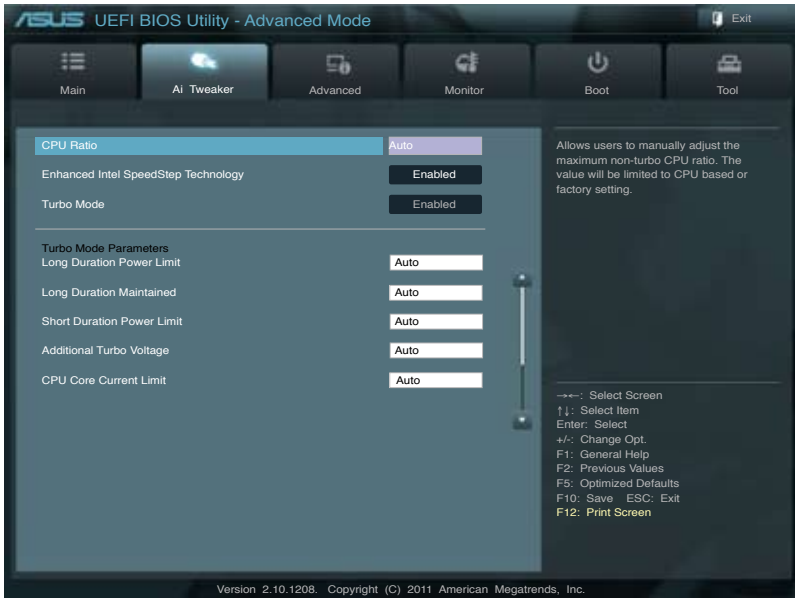 ASUS UEFI BIOS Utility - Advanced Mode
Exit
Main
Ai Tweaker
Advanced
Monitor
Boot
Tool
CPU Ratio Auto
Enhanced Intel SpeedStep Technology Enabled
Turbo Mode Enabled
Turbo Mode Parameters
Long Duration Power Limit Auto
Long Duration Maintained Auto
Short Duration Power Limit Auto
Additional Turbo Voltage Auto
CPU Core Current Limit Auto
Allows users to manually adjust the
maximum non-turbo CPU ratio. The
value will be limited to CPU based or
factory setting.
→←: Select Screen
↑↓: Select Item
Enter: Select
+/-: Change Opt.
F1: General Help
F2: Previous Values
F5: Optimized Defaults
F10: Save ESC: Exit
F12: Print Screen
Version 2.10.1208. Copyright (C) 2011 American Megatrends, Inc.